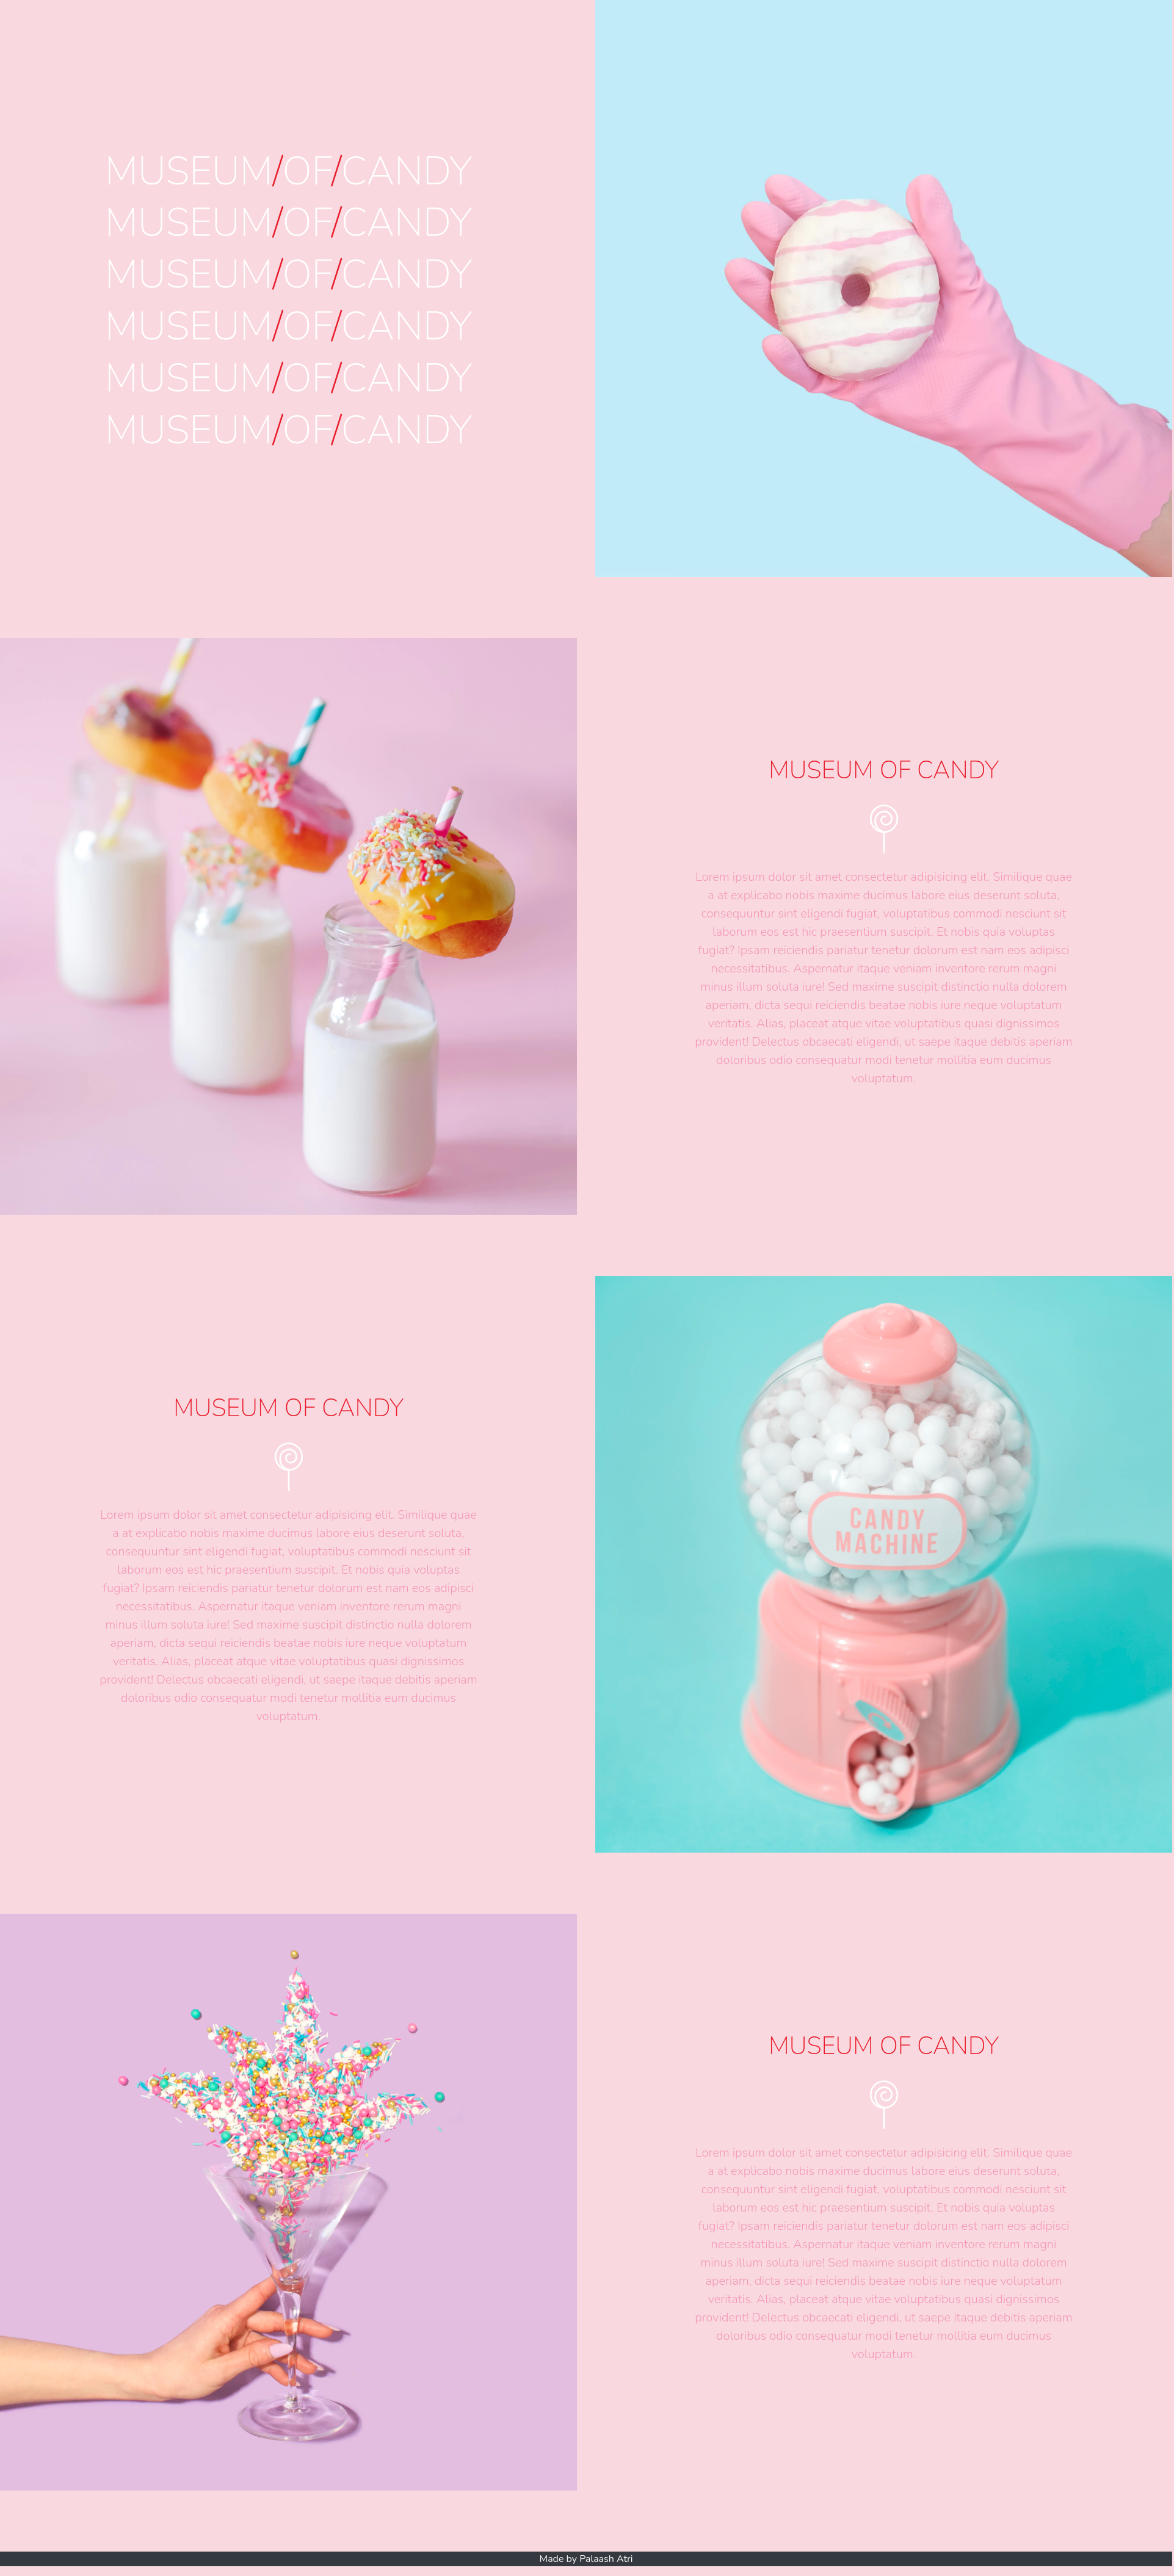 MUSEUM/OF/CANDY
MUSEUM/OF/CANDY
MUSEUM/OF/CANDY
MUSEUM/OF/CANDY
MUSEUM/OF/CANDY
MUSEUM/OF/CANDY
MUSEUM OF CANDY
Lorem ipsum dolor sit amet consectetur adipisicing elit. Similique quae
a at explicabo nobis maxime ducimus labore eius deserunt soluta,
consequuntur sint eligendi fugiat, voluptatibus commodi nesciunt sit
laborum eos est hic praesentium suscipit. Et nobis quia voluptas
fugiat? Ipsam reiciendis pariatur tenetur dolorum est nam eos adipisci
necessitatibus. Aspernatur itaque veniam inventore rerum magni
minus illum soluta iure! Sed maxime suscipit distinctio nulla dolorem
aperiam, dicta sequi reiciendis beatae nobis iure neque voluptatum
veritatis. Alias, placeat atque vitae voluptatibus quasi dignissimos
provident! Delectus obcaecati eligendi, ut saepe itaque debitis aperiam
doloribus odio consequatur modi tenetur mollitia eum ducimus
voluptatum.
MUSEUM OF CANDY
Lorem ipsum dolor sit amet consectetur adipisicing elit. Similique quae
a at explicabo nobis maxime ducimus labore eius deserunt soluta,
consequuntur sint eligendi fugiat, voluptatibus commodi nesciunt sit
laborum eos est hic praesentium suscipit. Et nobis quia voluptas
fugiat? Ipsam reiciendis pariatur tenetur dolorum est nam eos adipisci
necessitatibus. Aspernatur itaque veniam inventore rerum magni
minus illum soluta iure! Sed maxime suscipit distinctio nulla dolorem
aperiam, dicta sequi reiciendis beatae nobis iure neque voluptatum
veritatis. Alias, placeat atque vitae voluptatibus quasi dignissimos
provident! Delectus obcaecati eligendi, ut saepe itaque debitis aperiam
doloribus odio consequatur modi tenetur mollitia eum ducimus
voluptatum.
CANDY
MACHINE
MUSEUM OF CANDY
Lorem ipsum dolor sit amet consectetur adipisicing elit. Similique quae
a at explicabo nobis maxime ducimus labore eius deserunt soluta,
consequuntur sint eligendi fugiat, voluptatibus commodi nesciunt sit
laborum eos est hic praesentium suscipit. Et nobis quia voluptas
fugiat? Ipsam reiciendis pariatur tenetur dolorum est nam eos adipisci
necessitatibus. Aspernatur itaque veniam inventore rerum magni
minus illum soluta iure! Sed maxime suscipit distinctio nulla dolorem
aperiam, dicta sequi reiciendis beatae nobis iure neque voluptatum
veritatis. Alias, placeat atque vitae voluptatibus quasi dignissimos
provident! Delectus obcaecati eligendi, ut saepe itaque debitis aperiam
doloribus odio consequatur modi tenetur mollitia eum ducimus
voluptatum.
Made by Palaash Atri